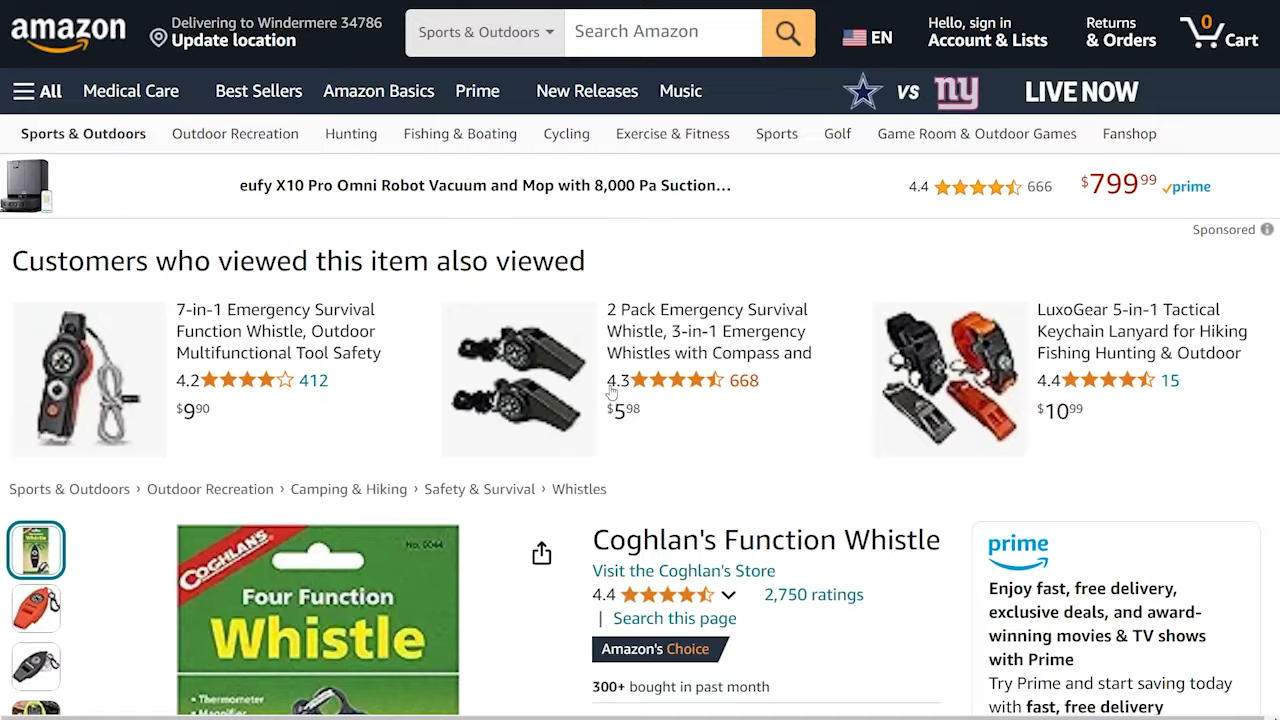 amazon
Delivering to Windermere 34786
Update location
Sports & Outdoors
Search Amazon
EN
Hello, sign in
Account & Lists
Returns
& Orders
0
Cart
All
Medical Care
Best Sellers
Amazon Basics
Prime
New Releases
Music
VS
ny
LIVE NOW
Sports & Outdoors
Outdoor Recreation
Hunting
Fishing & Boating
Cycling
Exercise & Fitness
Sports
Golf
Game Room & Outdoor Games
Fanshop
eufy X10 Pro Omni Robot Vacuum and Mop with 8,000 Pa Suction…
4.4
666
$799 99
prime
Sponsored
Customers who viewed this item also viewed
7-in-1 Emergency Survival
Function Whistle, Outdoor
Multifunctional Tool Safety
4.2
412
$9 90
2 Pack Emergency Survival
Whistle, 3-in-1 Emergency
Whistles with Compass and
4.3
668
$5 98
LuxoGear 5-in-1 Tactical
Keychain Lanyard for Hiking
Fishing Hunting & Outdoor
4.4
15
$10 99
Sports & Outdoors › Outdoor Recreation › Camping & Hiking › Safety & Survival › Whistles
COGHLAN'S
No. 0044
Four Function
Whistle
• Thermometer
• Magnifier
Coghlan's Function Whistle
Visit the Coghlan's Store
4.4
2,750 ratings
| Search this page
Amazon's Choice
300+ bought in past month
prime
Enjoy fast, free delivery,
exclusive deals, and award-
winning movies & TV shows
with Prime
Try Prime and start saving today
with fast, free delivery